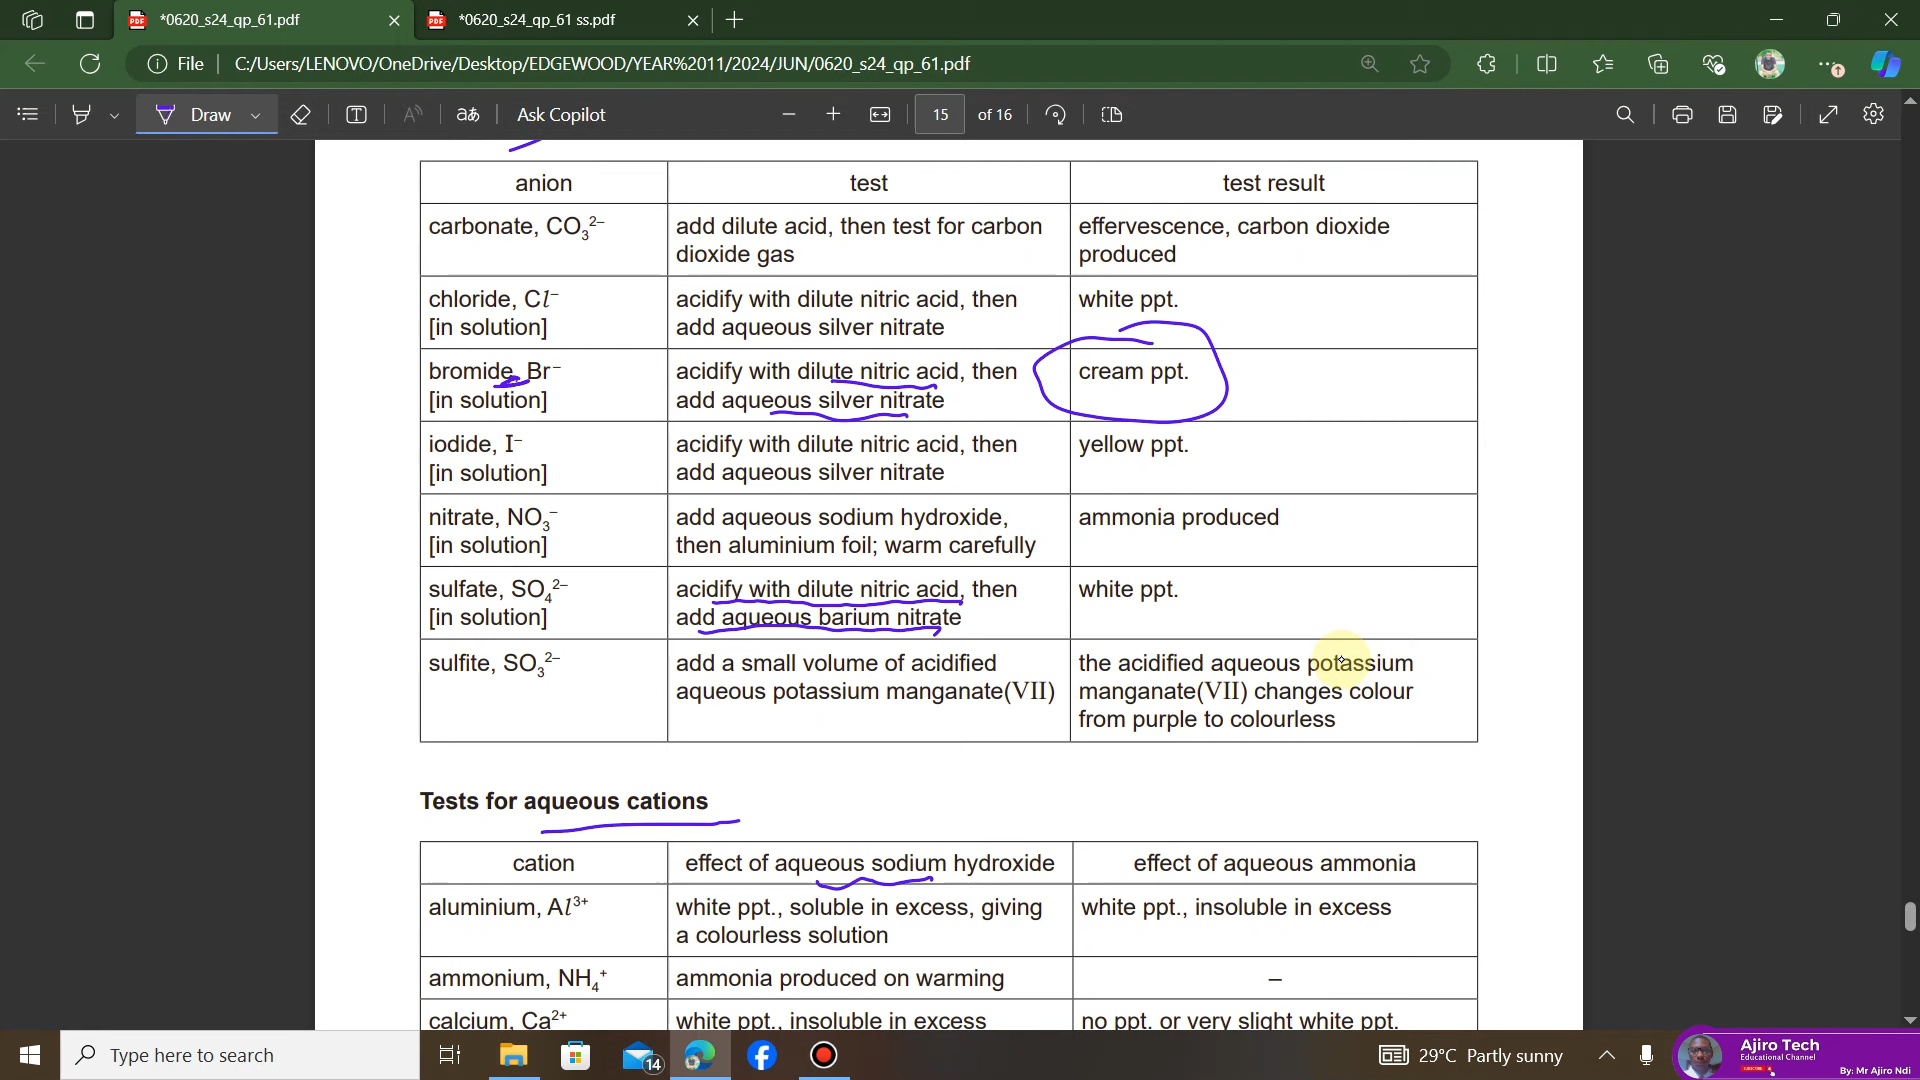 *0620_s24_qp_61.pdf
*0620_s24_qp_61 ss.pdf
File
C:/Users/LENOVO/OneDrive/Desktop/EDGEWOOD/YEAR%2011/2024/JUN/0620_s24_qp_61.pdf
Draw
Ask Copilot
15 of 16
anion test test result
carbonate, CO₃²⁻ add dilute acid, then test for carbon effervescence, carbon dioxide
dioxide gas produced
chloride, Cl⁻ acidify with dilute nitric acid, then white ppt.
[in solution] add aqueous silver nitrate
bromide, Br⁻ acidify with dilute nitric acid, then cream ppt.
[in solution] add aqueous silver nitrate
iodide, I⁻ acidify with dilute nitric acid, then yellow ppt.
[in solution] add aqueous silver nitrate
nitrate, NO₃⁻ add aqueous sodium hydroxide, ammonia produced
[in solution] then aluminium foil; warm carefully
sulfate, SO₄²⁻ acidify with dilute nitric acid, then white ppt.
[in solution] add aqueous barium nitrate
sulfite, SO₃²⁻ add a small volume of acidified the acidified aqueous potassium
aqueous potassium manganate(VII) manganate(VII) changes colour
from purple to colourless
Tests for aqueous cations
cation effect of aqueous sodium hydroxide effect of aqueous ammonia
aluminium, Al³⁺ white ppt., soluble in excess, giving white ppt., insoluble in excess
a colourless solution
ammonium, NH₄⁺ ammonia produced on warming –
calcium, Ca²⁺ white ppt., insoluble in excess no ppt. or very slight white ppt.
Type here to search
14
29°C Partly sunny
Ajiro Tech
Educational Channel
By: Mr Ajiro Ndi